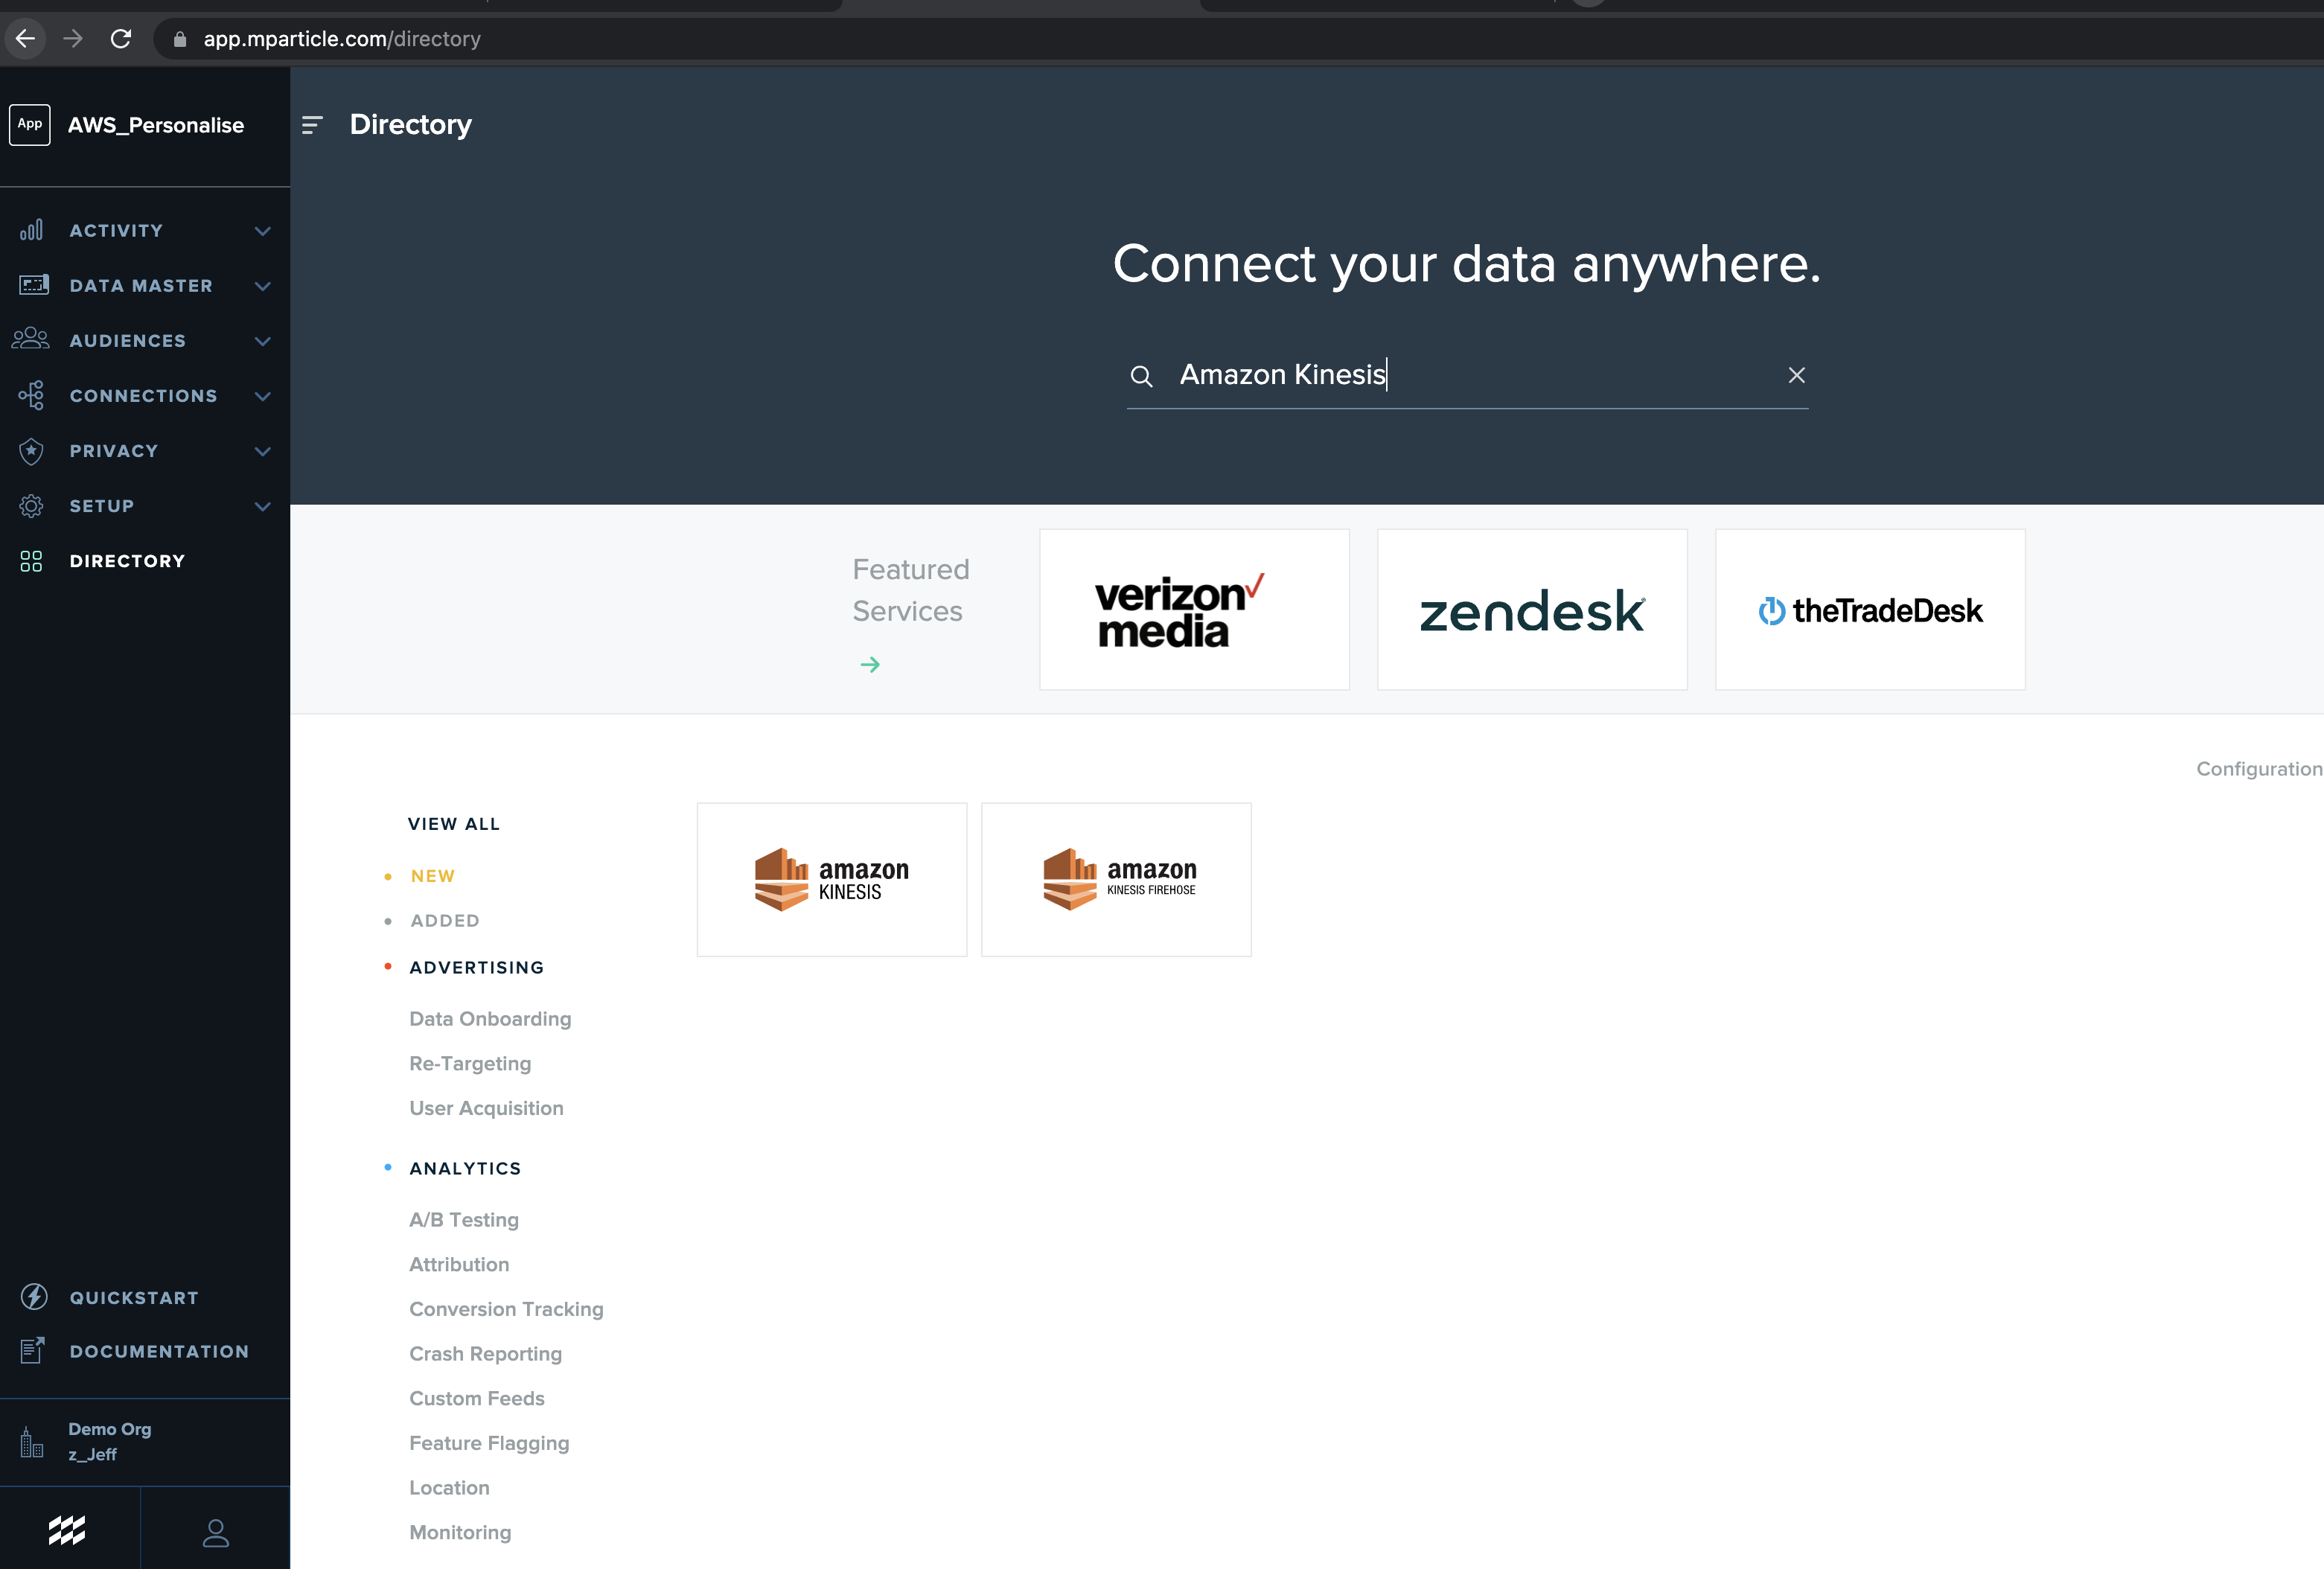 app.mparticle.com/directory
App
AWS_Personalise
ACTIVITY
DATA MASTER
AUDIENCES
CONNECTIONS
PRIVACY
SETUP
DIRECTORY
QUICKSTART
DOCUMENTATION
Demo Org
z_Jeff
Directory
Connect your data anywhere.
Amazon Kinesis
Featured
Services
verizon
media
zendesk
theTradeDesk
Configuration
VIEW ALL
NEW
ADDED
ADVERTISING
Data Onboarding
Re-Targeting
User Acquisition
ANALYTICS
A/B Testing
Attribution
Conversion Tracking
Crash Reporting
Custom Feeds
Feature Flagging
Location
Monitoring
amazon
KINESIS
amazon
KINESIS FIREHOSE